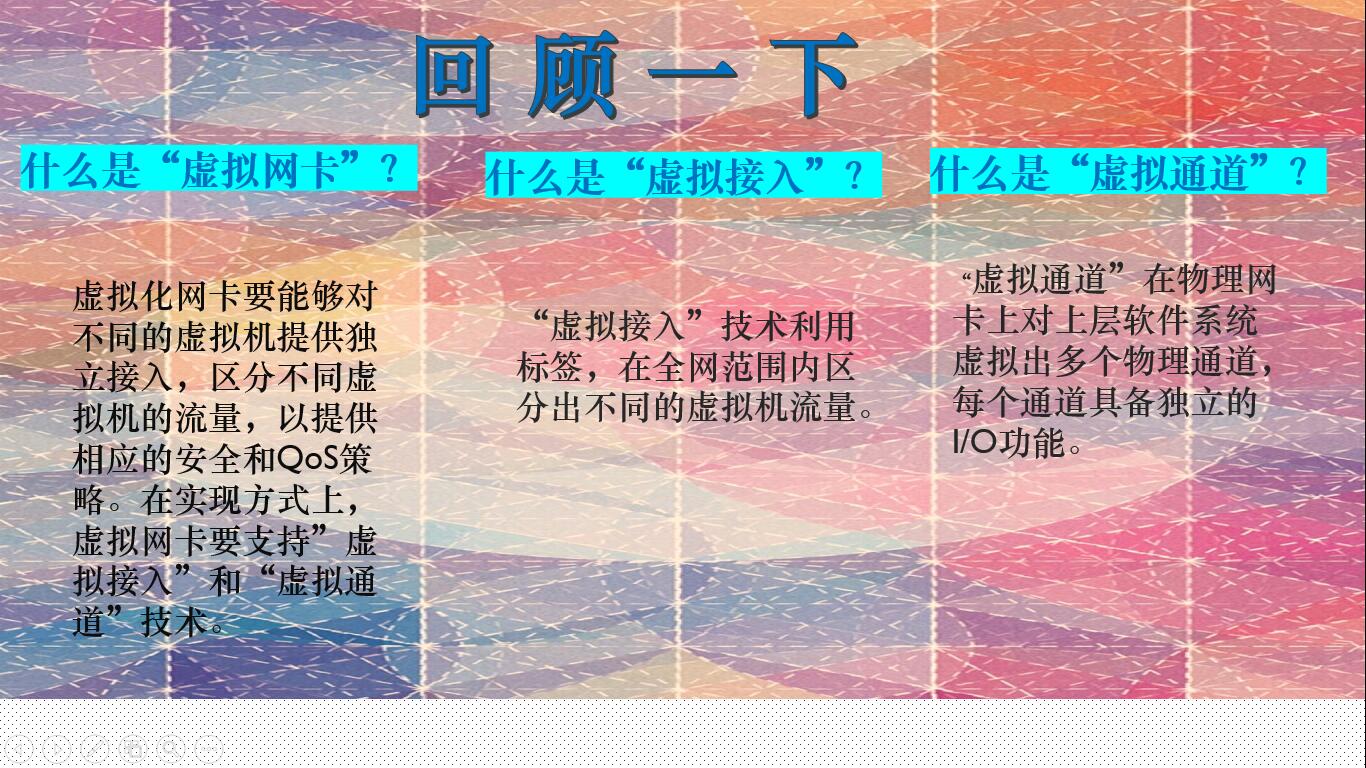 回顾一下
什么是“虚拟网卡”？
什么是“虚拟接入”？
什么是“虚拟通道”？
虚拟化网卡要能够对
不同的虚拟机提供独
立接入，区分不同虚
拟机的流量，以提供
相应的安全和QoS策
略。在实现方式上，
虚拟网卡要支持”虚
拟接入”和“虚拟通
道”技术。
“虚拟接入”技术利用
标签，在全网范围内区
分出不同的虚拟机流量。
“虚拟通道”在物理网
卡上对上层软件系统
虚拟出多个物理通道，
每个通道具备独立的
I/O功能。